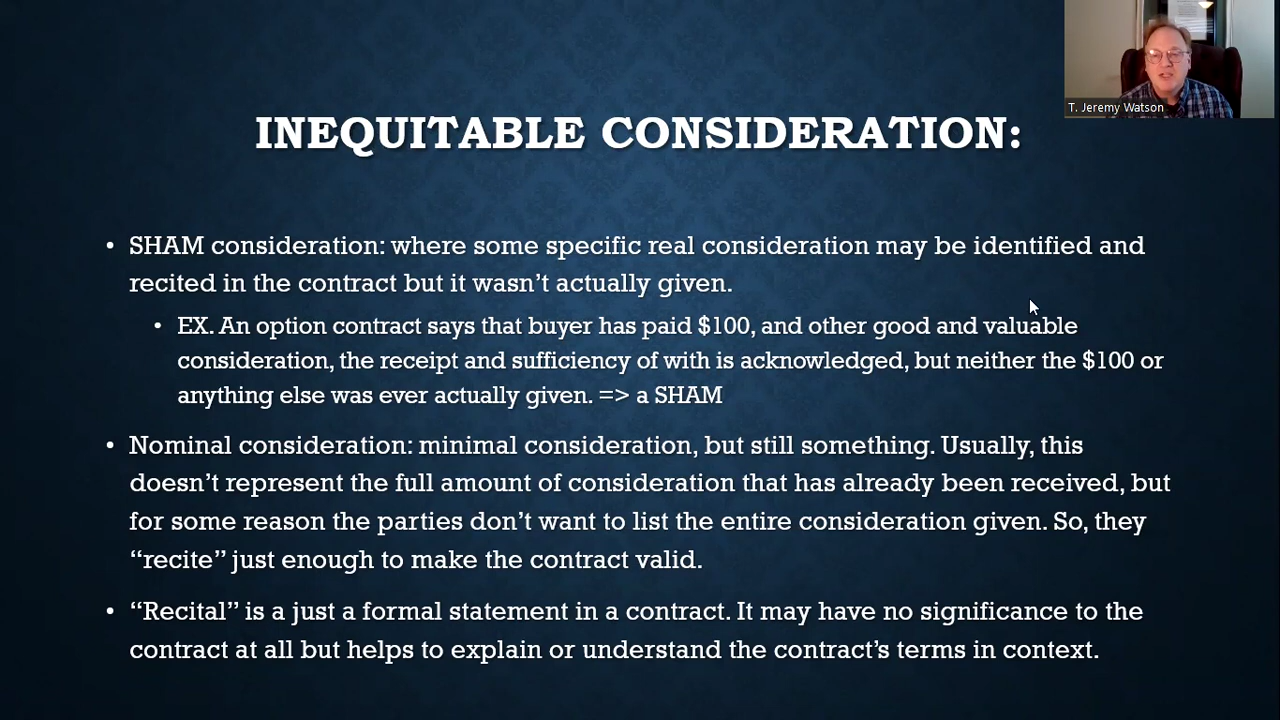 T. Jeremy Watson
INEQUITABLE CONSIDERATION:
• SHAM consideration: where some specific real consideration may be identified and
recited in the contract but it wasn't actually given.
• EX. An option contract says that buyer has paid $100, and other good and valuable
consideration, the receipt and sufficiency of with is acknowledged, but neither the $100 or
anything else was ever actually given. => a SHAM
• Nominal consideration: minimal consideration, but still something. Usually, this
doesn't represent the full amount of consideration that has already been received, but
for some reason the parties don't want to list the entire consideration given. So, they
“recite” just enough to make the contract valid.
• “Recital” is a just a formal statement in a contract. It may have no significance to the
contract at all but helps to explain or understand the contract's terms in context.